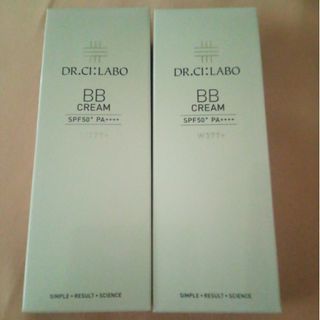 DR.CI:LABO
BB
CREAM
SPF50+ PA++++
W377+
SIMPLE • RESULT • SCIENCE
DR.CI:LABO
BB
CREAM
SPF50+ PA++++
W377+
SIMPLE • RESULT • SCIENCE